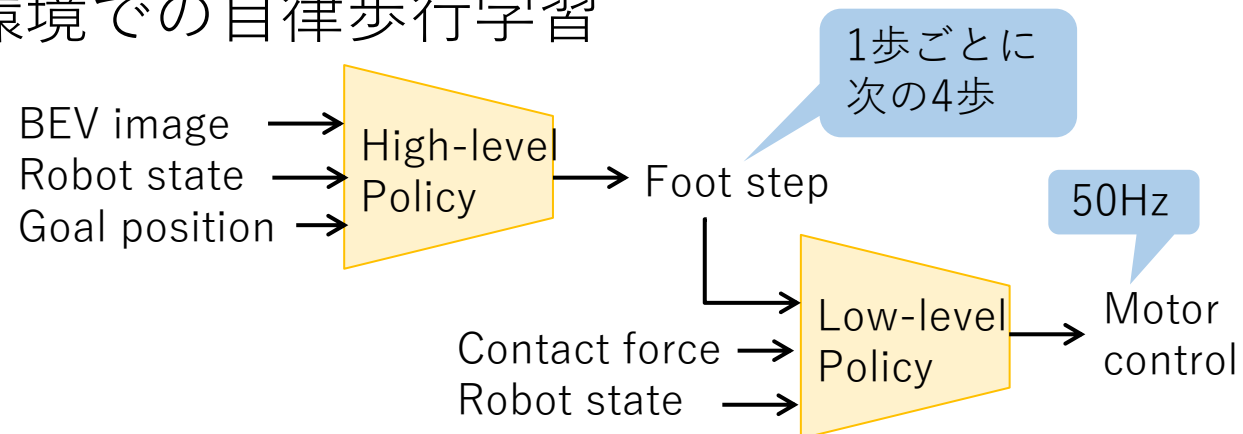 環境での自律歩行学習
1歩ごとに
次の4歩
BEV image
Robot state
Goal position
High-level
Policy
Foot step
50Hz
Contact force
Robot state
Low-level
Policy
Motor
control